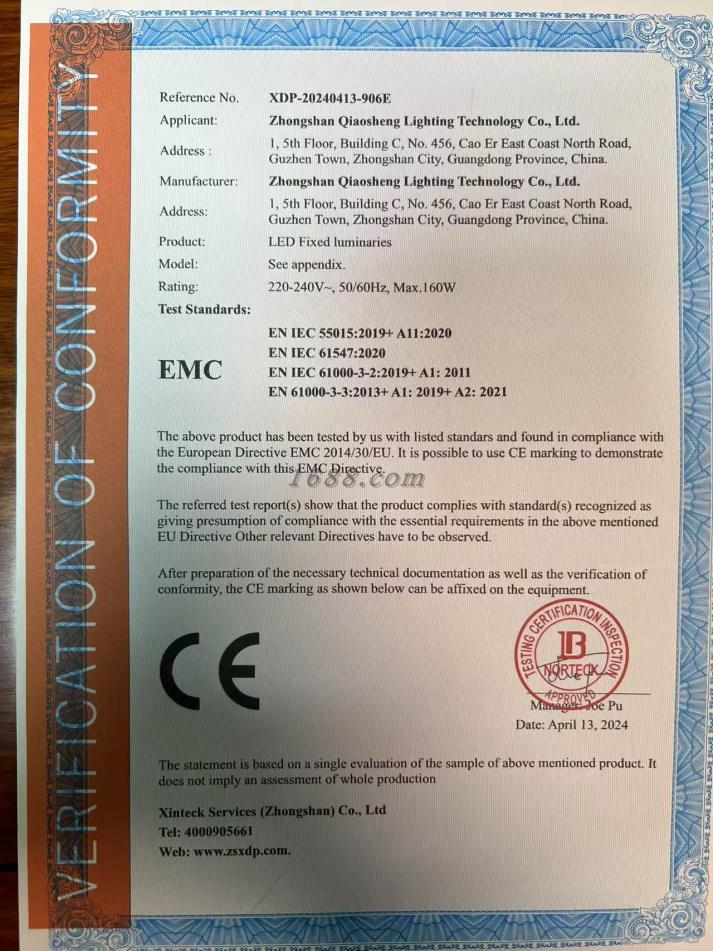 VERIFICATION OF CONFORMITY
Reference No. XDP-20240413-906E
Applicant: Zhongshan Qiaosheng Lighting Technology Co., Ltd.
Address : 1, 5th Floor, Building C, No. 456, Cao Er East Coast North Road,
Guzhen Town, Zhongshan City, Guangdong Province, China.
Manufacturer: Zhongshan Qiaosheng Lighting Technology Co., Ltd.
Address: 1, 5th Floor, Building C, No. 456, Cao Er East Coast North Road,
Guzhen Town, Zhongshan City, Guangdong Province, China.
Product: LED Fixed luminaries
Model: See appendix.
Rating: 220-240V~, 50/60Hz, Max.160W
Test Standards:
EN IEC 55015:2019+ A11:2020
EN IEC 61547:2020
EMC
EN IEC 61000-3-2:2019+ A1: 2011
EN 61000-3-3:2013+ A1: 2019+ A2: 2021
The above product has been tested by us with listed standars and found in compliance with
the European Directive EMC 2014/30/EU. It is possible to use CE marking to demonstrate
the compliance with this EMC Directive.
1688.com
The referred test report(s) show that the product complies with standard(s) recognized as
giving presumption of compliance with the essential requirements in the above mentioned
EU Directive Other relevant Directives have to be observed.
After preparation of the necessary technical documentation as well as the verification of
conformity, the CE marking as shown below can be affixed on the equipment.
CE
TESTING CERTIFICATION INSPECTION
NORTECK
APPROVED
Manager: Joe Pu
Date: April 13, 2024
The statement is based on a single evaluation of the sample of above mentioned product. It
does not imply an assessment of whole production
Xinteck Services (Zhongshan) Co., Ltd
Tel: 4000905661
Web: www.zsxdp.com.